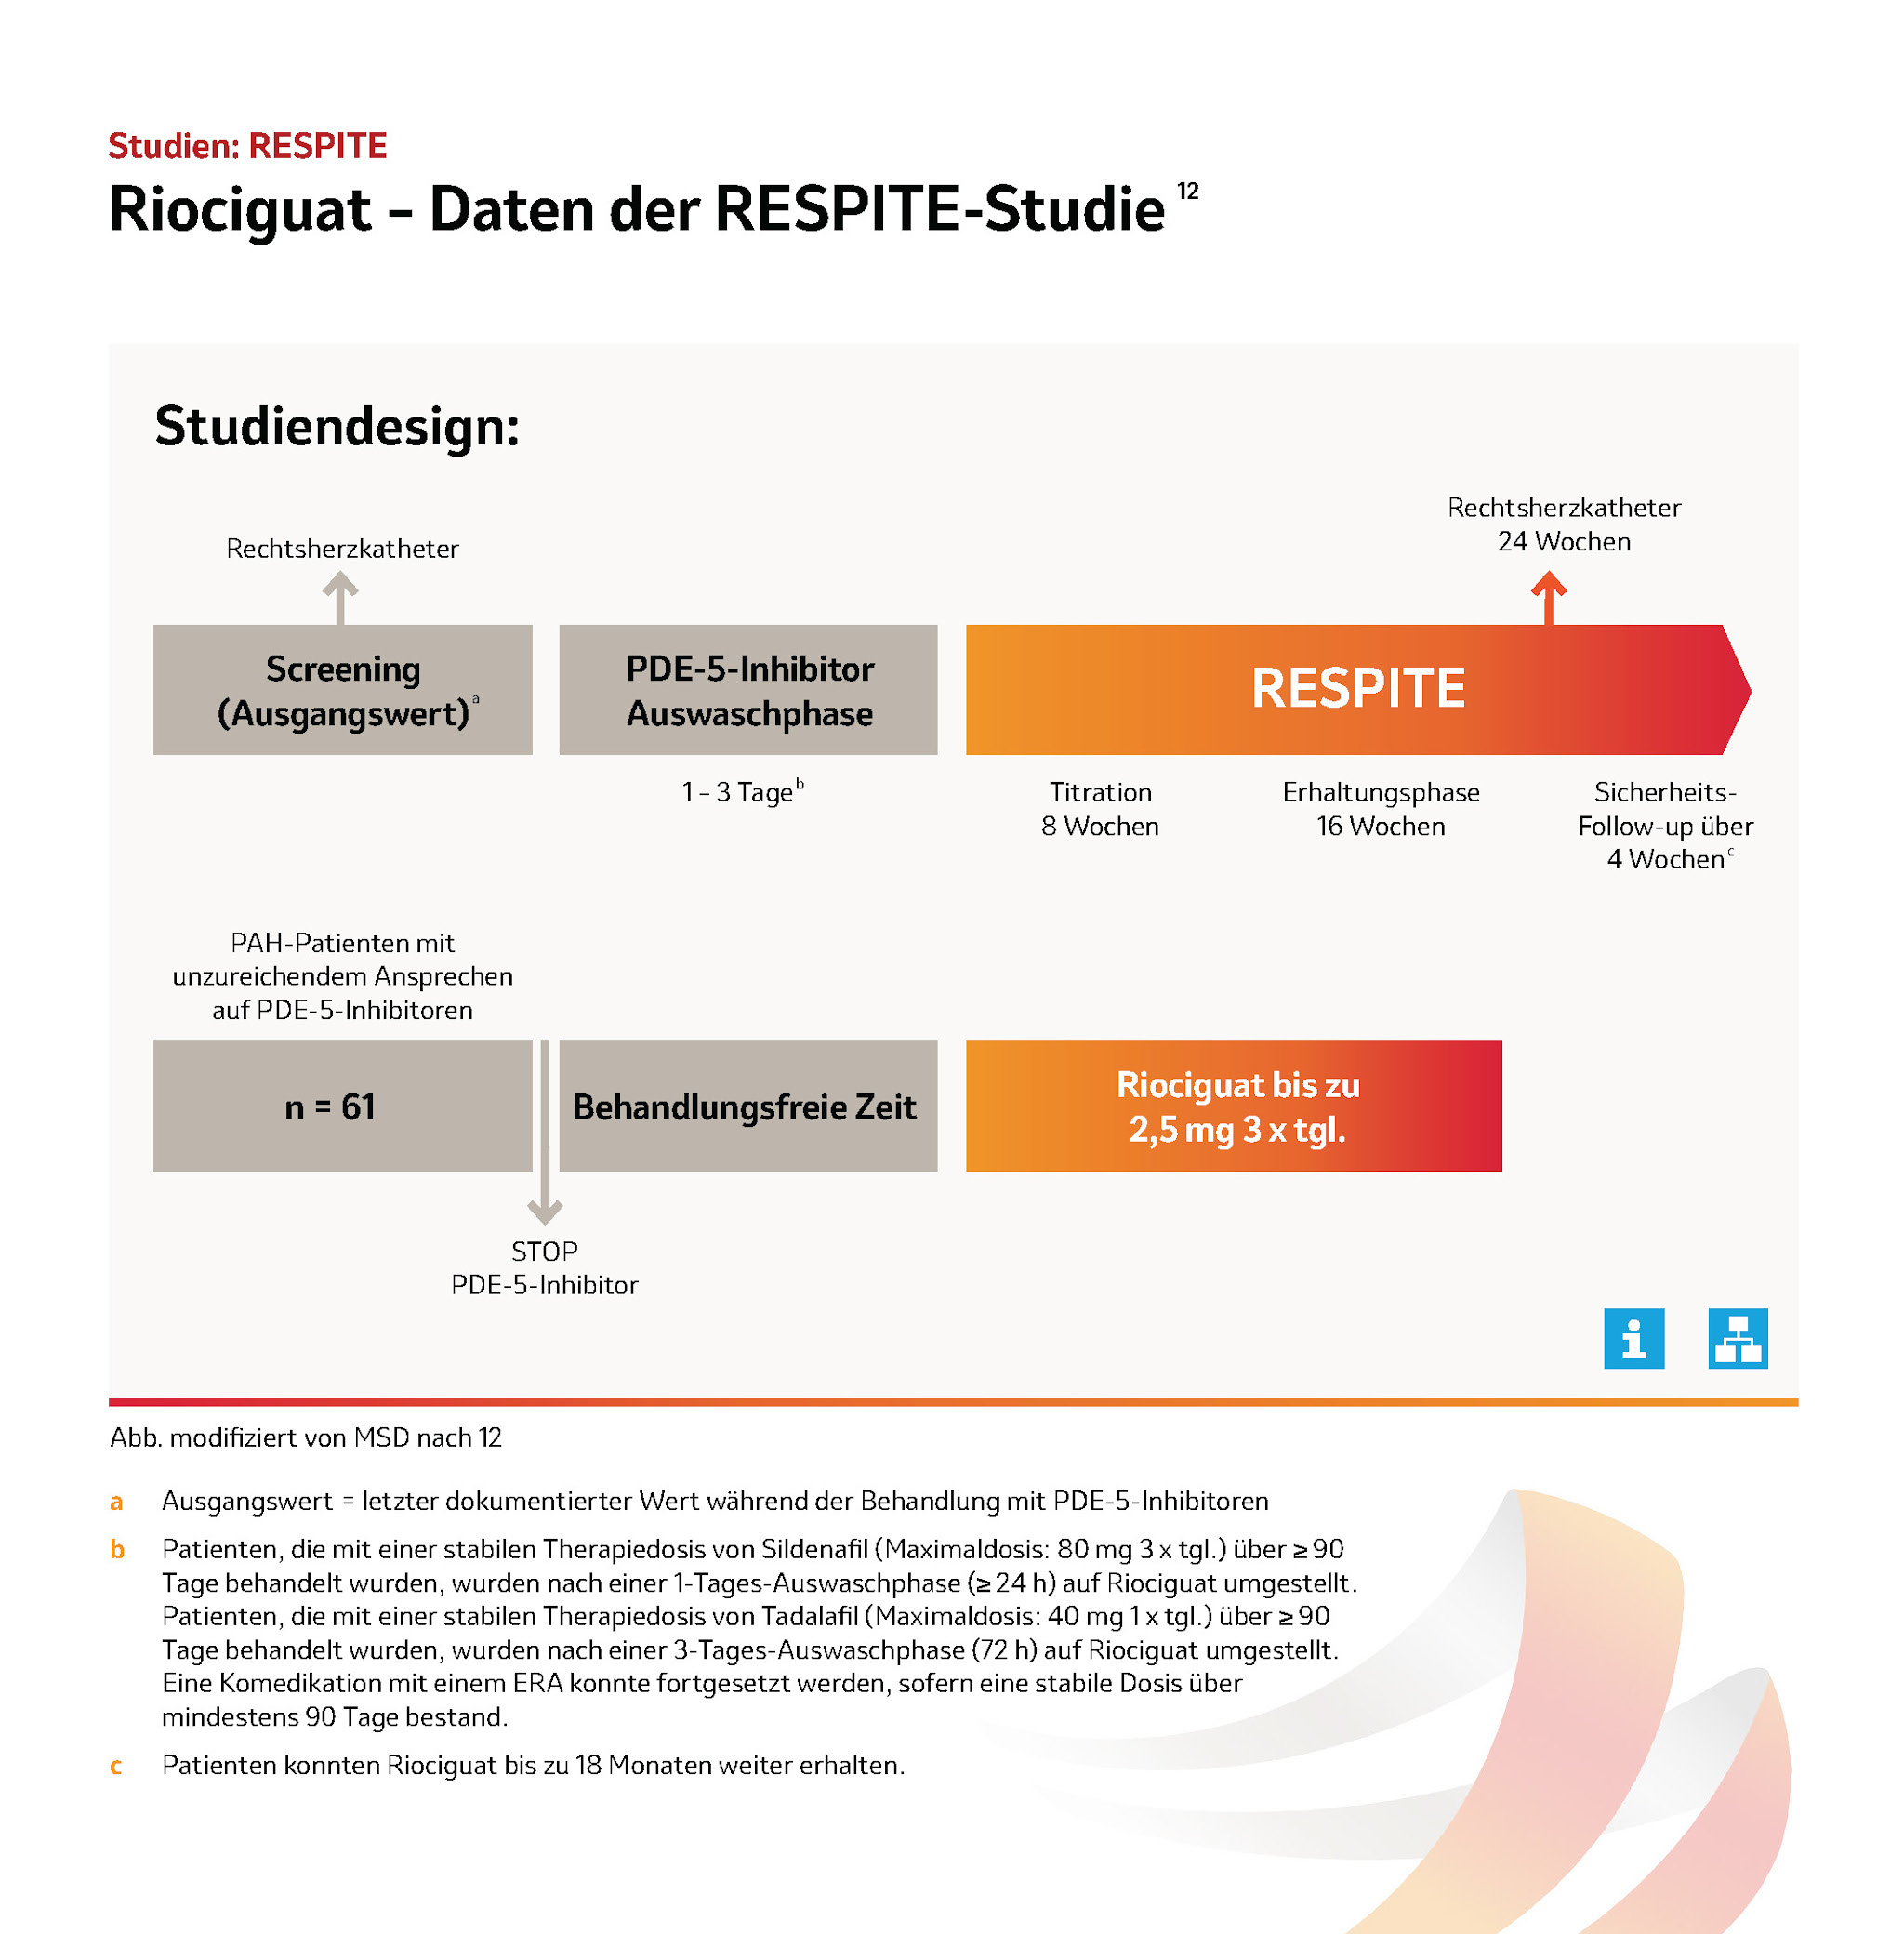 Studien: RESPITE
Riociguat – Daten der RESPITE-Studie 12
Studiendesign:
Rechtsherzkatheter
Rechtsherzkatheter
24 Wochen
Screening
(Ausgangswert) a
PDE-5-Inhibitor
Auswaschphase
RESPITE
1 – 3 Tage b
Titration
8 Wochen
Erhaltungsphase
16 Wochen
Sicherheits-
Follow-up über
4 Wochen c
PAH-Patienten mit
unzureichendem Ansprechen
auf PDE-5-Inhibitoren
n = 61
Behandlungsfreie Zeit
Riociguat bis zu
2,5 mg 3 x tgl.
STOP
PDE-5-Inhibitor
i
Abb. modifiziert von MSD nach 12
a Ausgangswert = letzter dokumentierter Wert während der Behandlung mit PDE-5-Inhibitoren
b Patienten, die mit einer stabilen Therapiedosis von Sildenafil (Maximaldosis: 80 mg 3 x tgl.) über ≥ 90
Tage behandelt wurden, wurden nach einer 1-Tages-Auswaschphase (≥ 24 h) auf Riociguat umgestellt.
Patienten, die mit einer stabilen Therapiedosis von Tadalafil (Maximaldosis: 40 mg 1 x tgl.) über ≥ 90
Tage behandelt wurden, wurden nach einer 3-Tages-Auswaschphase (72 h) auf Riociguat umgestellt.
Eine Komedikation mit einem ERA konnte fortgesetzt werden, sofern eine stabile Dosis über
mindestens 90 Tage bestand.
c Patienten konnten Riociguat bis zu 18 Monaten weiter erhalten.